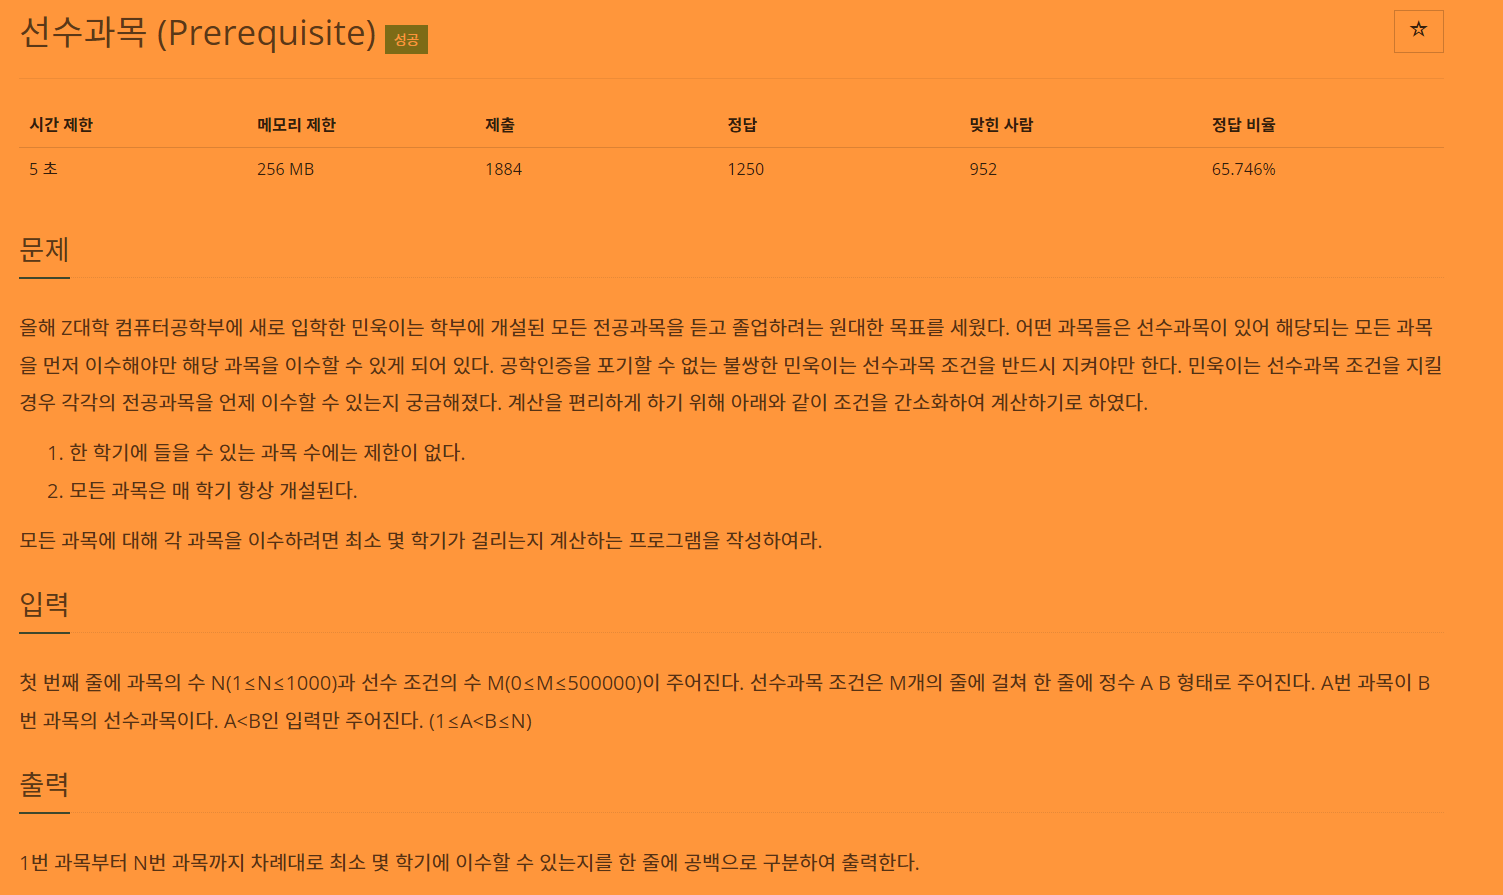 선수과목 (Prerequisite) 성공
시간 제한 메모리 제한 제출 정답 맞힌 사람 정답 비율
5 초 256 MB 1884 1250 952 65.746%
문제
올해 Z대학 컴퓨터공학부에 새로 입학한 민욱이는 학부에 개설된 모든 전공과목을 듣고 졸업하려는 원대한 목표를 세웠다. 어떤 과목들은 선수과목이 있어 해당되는 모든 과목
을 먼저 이수해야만 해당 과목을 이수할 수 있게 되어 있다. 공학인증을 포기할 수 없는 불쌍한 민욱이는 선수과목 조건을 반드시 지켜야만 한다. 민욱이는 선수과목 조건을 지킬
경우 각각의 전공과목을 언제 이수할 수 있는지 궁금해졌다. 계산을 편리하게 하기 위해 아래와 같이 조건을 간소화하여 계산하기로 하였다.
1. 한 학기에 들을 수 있는 과목 수에는 제한이 없다.
2. 모든 과목은 매 학기 항상 개설된다.
모든 과목에 대해 각 과목을 이수하려면 최소 몇 학기가 걸리는지 계산하는 프로그램을 작성하여라.
입력
첫 번째 줄에 과목의 수 N(1≤N≤1000)과 선수 조건의 수 M(0≤M≤500000)이 주어진다. 선수과목 조건은 M개의 줄에 걸쳐 한 줄에 정수 A B 형태로 주어진다. A번 과목이 B
번 과목의 선수과목이다. A<B인 입력만 주어진다. (1≤A<B≤N)
출력
1번 과목부터 N번 과목까지 차례대로 최소 몇 학기에 이수할 수 있는지를 한 줄에 공백으로 구분하여 출력한다.